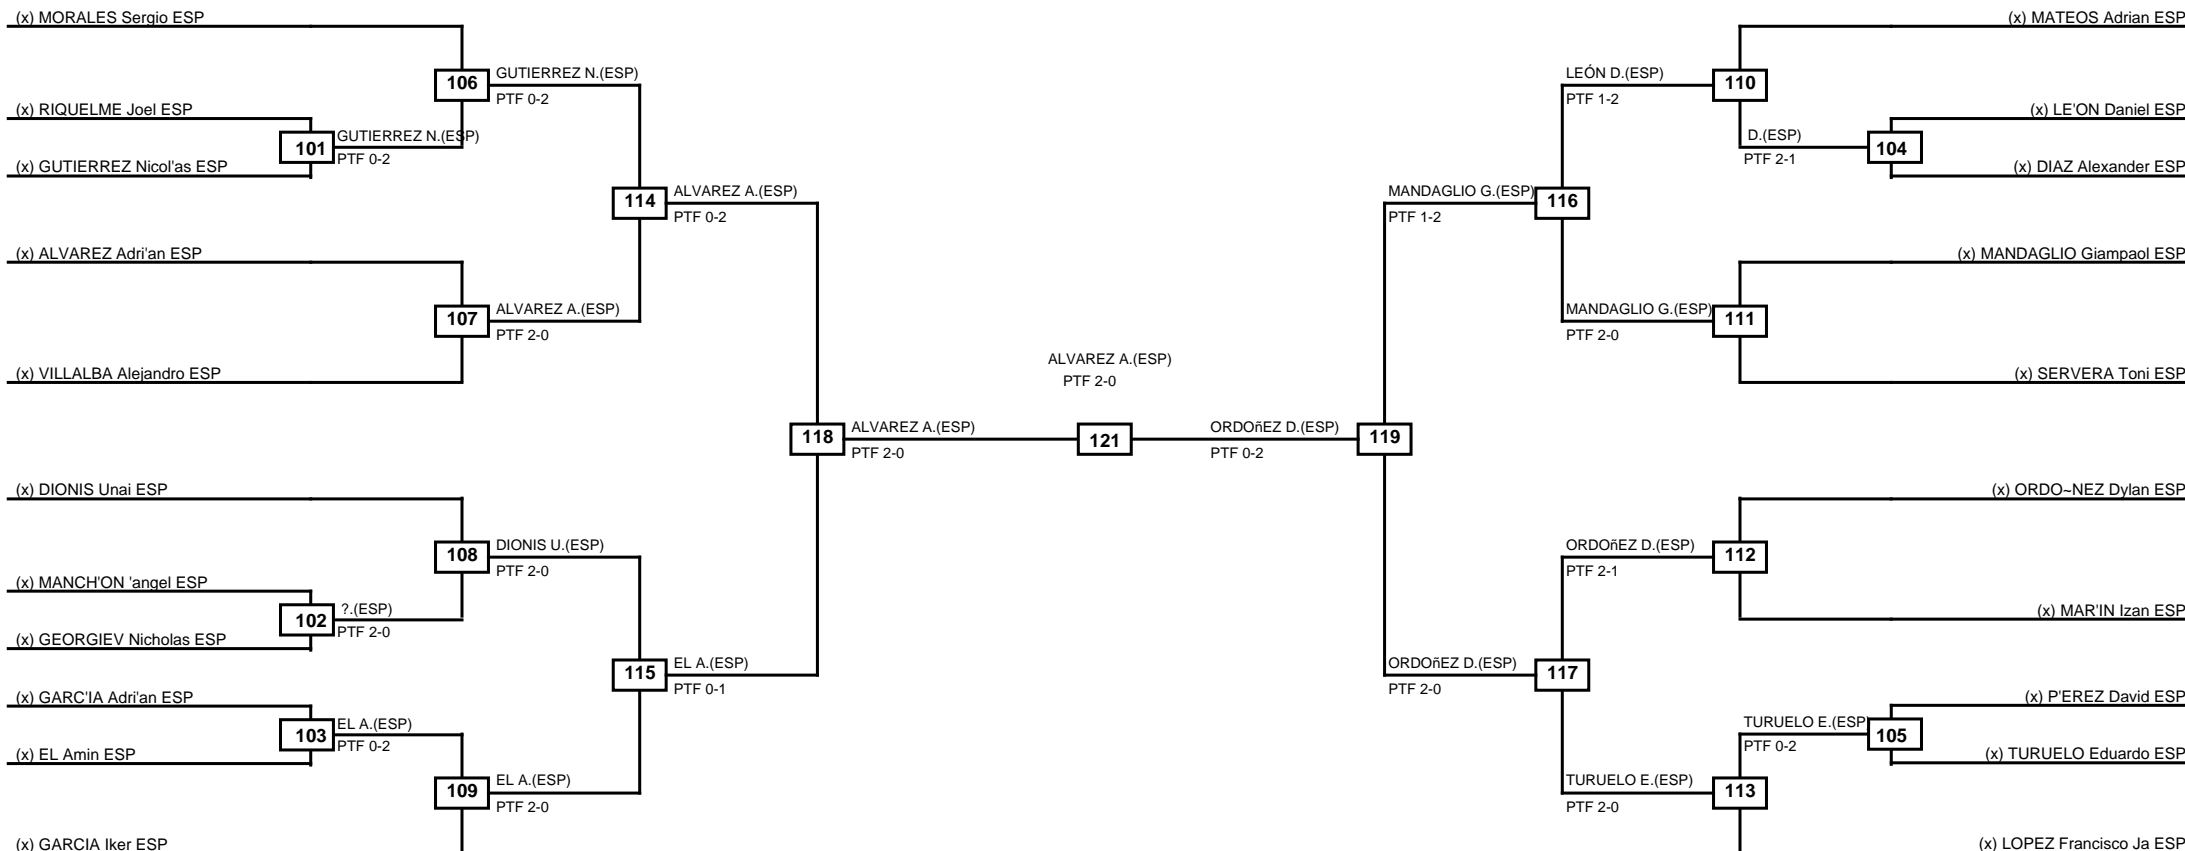 (x) MORALES Sergio ESP
(x) MATEOS Adrian ESP
106
GUTIERREZ N.(ESP)
PTF 0-2
LEÓN D.(ESP)
PTF 1-2
110
(x) RIQUELME Joel ESP
(x) LE'ON Daniel ESP
101
GUTIERREZ N.(ESP)
PTF 0-2
D.(ESP)
PTF 2-1
104
(x) GUTIERREZ Nicol'as ESP
(x) DIAZ Alexander ESP
114
ALVAREZ A.(ESP)
PTF 0-2
MANDAGLIO G.(ESP)
PTF 1-2
116
(x) ALVAREZ Adri'an ESP
(x) MANDAGLIO Giampaol ESP
107
ALVAREZ A.(ESP)
PTF 2-0
MANDAGLIO G.(ESP)
PTF 2-0
111
(x) VILLALBA Alejandro ESP
(x) SERVERA Toni ESP
ALVAREZ A.(ESP)
PTF 2-0
118
ALVAREZ A.(ESP)
PTF 2-0
121
ORDOñEZ D.(ESP)
PTF 0-2
119
(x) DIONIS Unai ESP
(x) ORDO~NEZ Dylan ESP
108
DIONIS U.(ESP)
PTF 2-0
ORDOñEZ D.(ESP)
PTF 2-1
112
(x) MANCH'ON 'angel ESP
(x) MAR'IN Izan ESP
102
?.(ESP)
PTF 2-0
(x) GEORGIEV Nicholas ESP
115
EL A.(ESP)
PTF 0-1
ORDOñEZ D.(ESP)
PTF 2-0
117
(x) GARC'IA Adri'an ESP
(x) P'EREZ David ESP
103
EL A.(ESP)
PTF 0-2
TURUELO E.(ESP)
PTF 0-2
105
(x) EL Amin ESP
(x) TURUELO Eduardo ESP
109
EL A.(ESP)
PTF 2-0
TURUELO E.(ESP)
PTF 2-0
113
(x) GARCIA Iker ESP
(x) LOPEZ Francisco Ja ESP